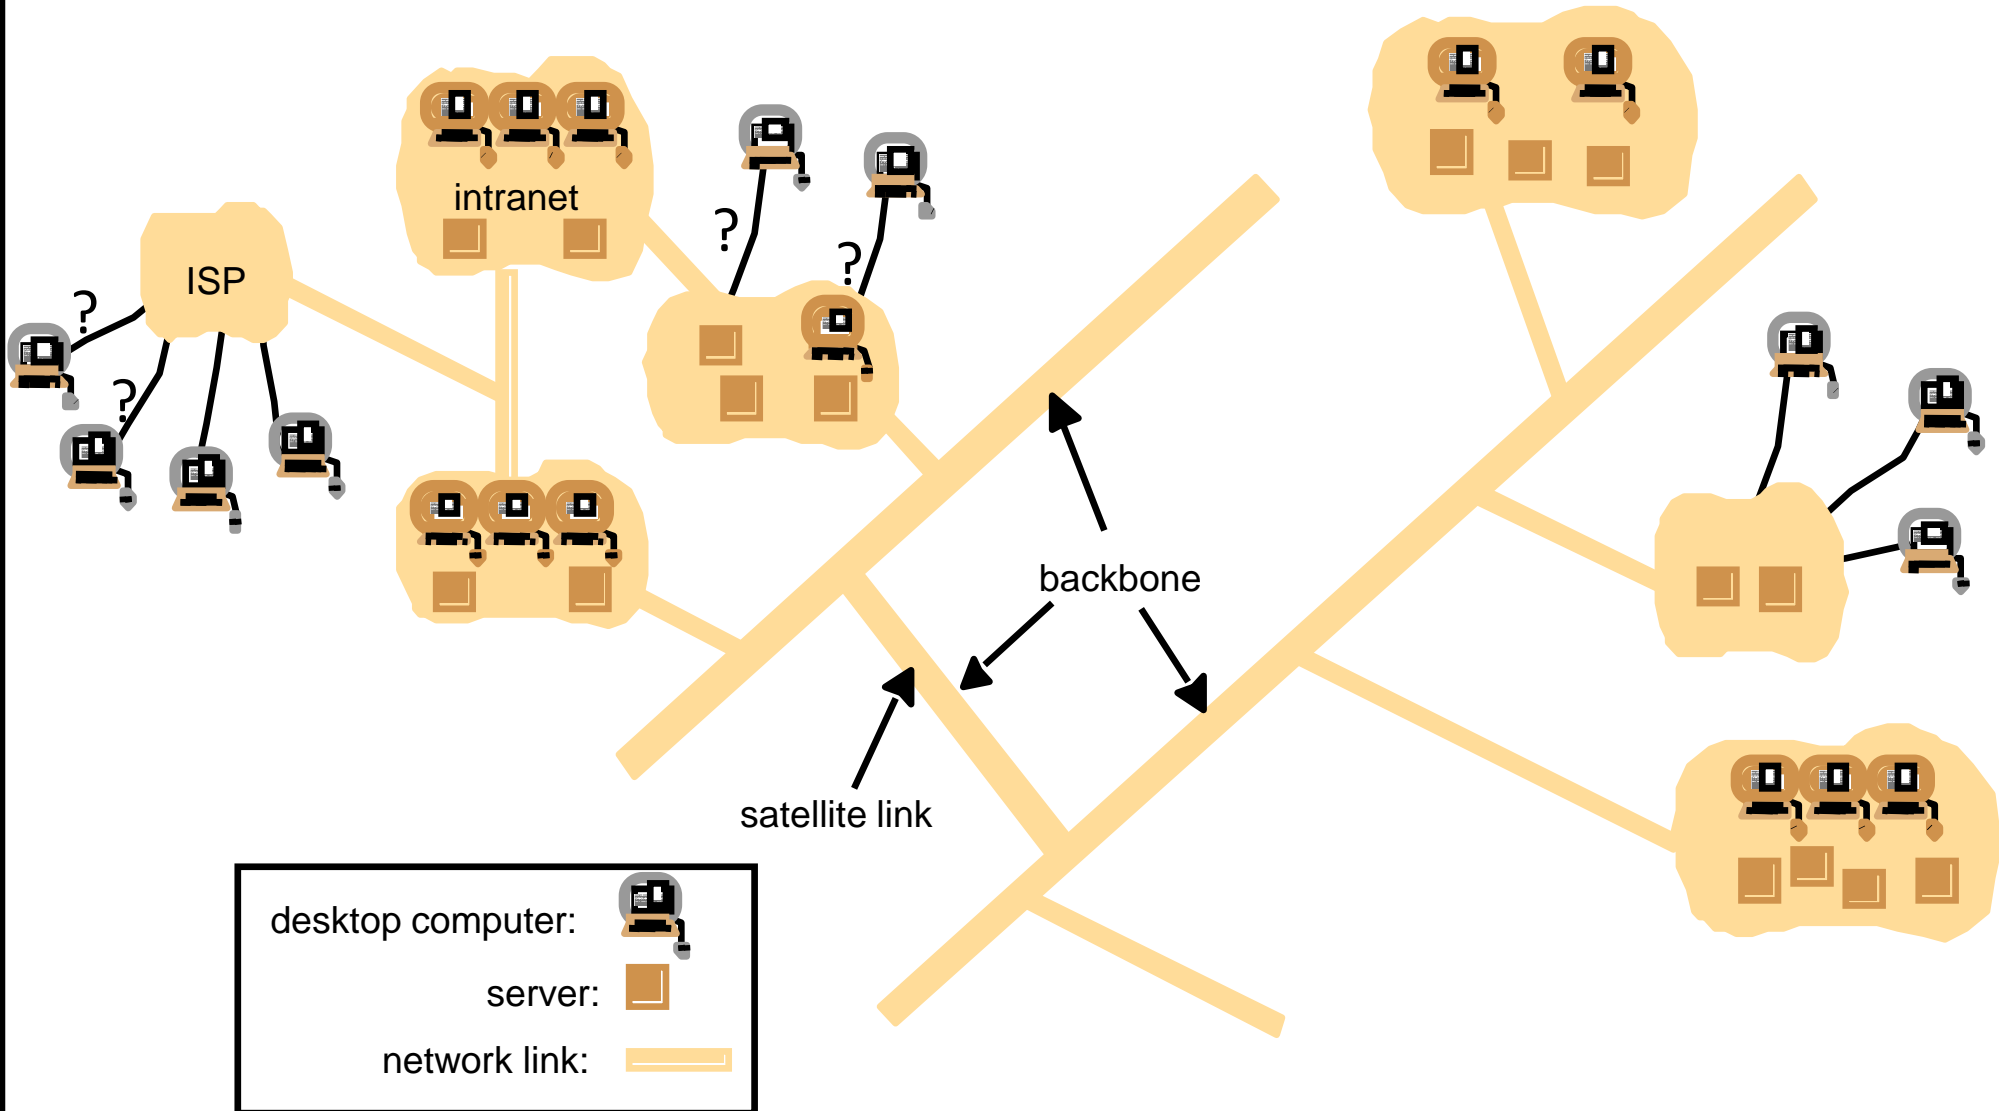 intranet
?
?
ISP
?
?
backbone
satellite link
desktop computer:
server:
network link: